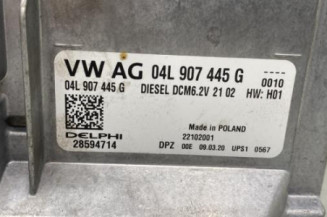 VW AG 04L 907 445 G
0010
04L 907 445 G DIESEL DCM6.2V 21 02 HW: H01
Made in POLAND
DELPHI 22102001
28594714 DPZ 00E 09.03.20 UPS1 0567